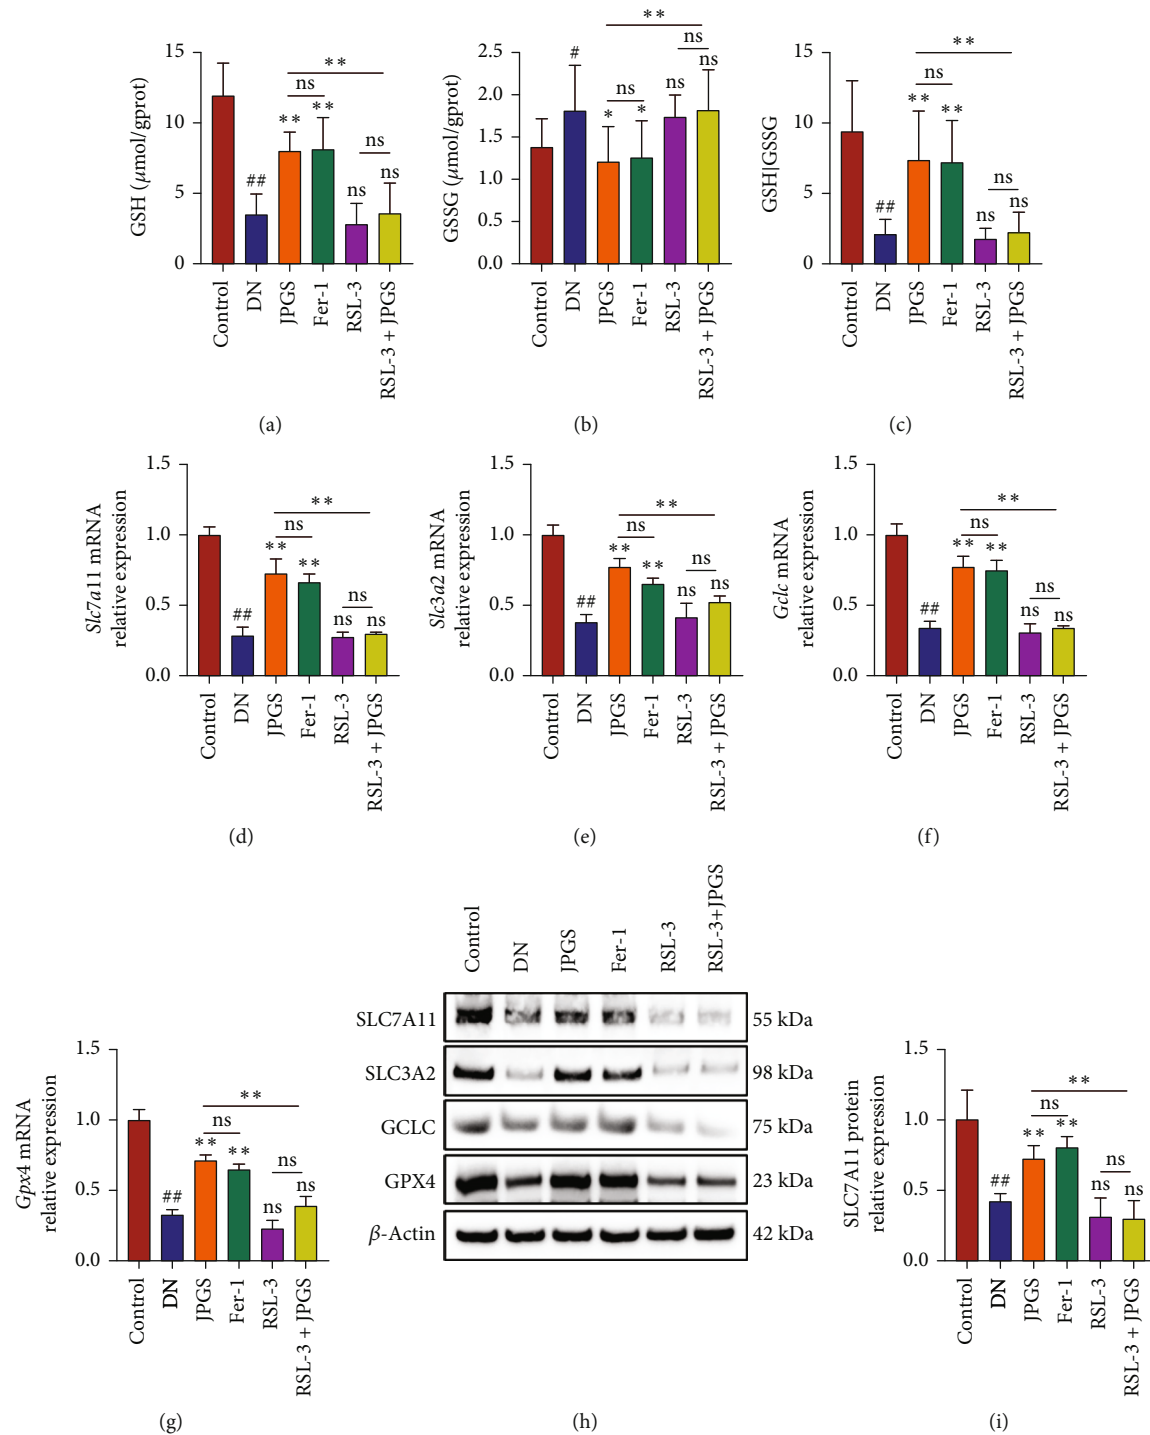 GSH (μmol/gprot)
15
10
5
0
**
ns
**
**
##
ns
ns
ns
Control
DN
JPGS
Fer-1
RSL-3
RSL-3 + JPGS
(a)
GSSG (μmol/gprot)
2.5
2.0
1.5
1.0
0.5
0.0
**
#
ns
ns
ns
ns
*
*
Control
DN
JPGS
Fer-1
RSL-3
RSL-3 + JPGS
(b)
GSH|GSSG
15
10
5
0
**
ns
**
**
##
ns
ns
ns
Control
DN
JPGS
Fer-1
RSL-3
RSL-3 + JPGS
(c)
Slc7a11 mRNA
relative expression
1.5
1.0
0.5
0.0
**
ns
**
**
##
ns
ns
ns
Control
DN
JPGS
Fer-1
RSL-3
RSL-3 + JPGS
(d)
Slc3a2 mRNA
relative expression
1.5
1.0
0.5
0.0
**
ns
**
**
##
ns
ns
ns
Control
DN
JPGS
Fer-1
RSL-3
RSL-3 + JPGS
(e)
Gclc mRNA
relative expression
1.5
1.0
0.5
0.0
**
ns
**
**
##
ns
ns
ns
Control
DN
JPGS
Fer-1
RSL-3
RSL-3 + JPGS
(f)
Gpx4 mRNA
relative expression
1.5
1.0
0.5
0.0
**
ns
**
**
##
ns
ns
ns
Control
DN
JPGS
Fer-1
RSL-3
RSL-3 + JPGS
(g)
Control
DN
JPGS
Fer-1
RSL-3
RSL-3+JPGS
SLC7A11 55 kDa
SLC3A2 98 kDa
GCLC 75 kDa
GPX4 23 kDa
β-Actin 42 kDa
(h)
SLC7A11 protein
relative expression
1.5
1.0
0.5
0.0
**
ns
**
**
##
ns
ns
ns
Control
DN
JPGS
Fer-1
RSL-3
RSL-3 + JPGS
(i)